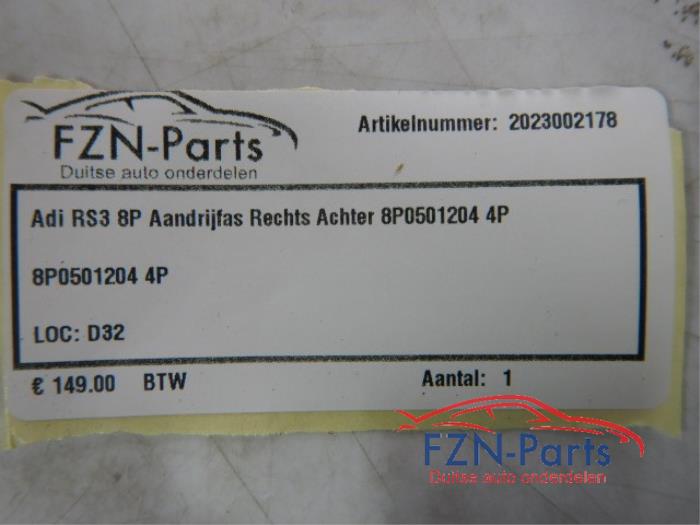 FZN-Parts
Duitse auto onderdelen
Artikelnummer: 2023002178
Adi RS3 8P Aandrijfas Rechts Achter 8P0501204 4P
8P0501204 4P
LOC: D32
€ 149.00 BTW Aantal: 1
FZN-Parts
Duitse auto onderdelen